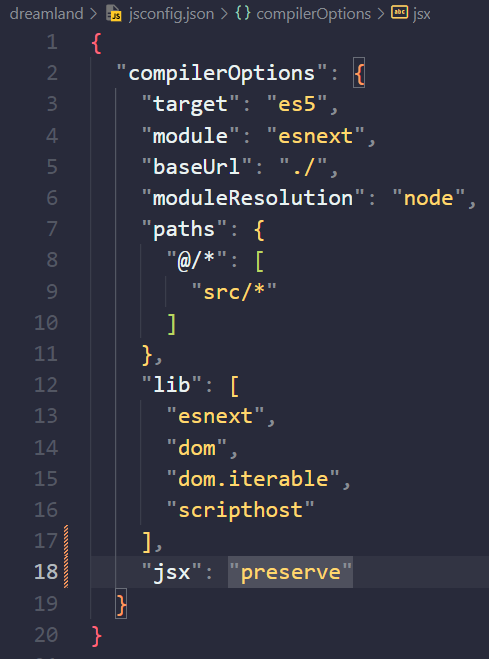 dreamland > jsconfig.json > {} compilerOptions > abc jsx
1 {
2 "compilerOptions": {
3 "target": "es5",
4 "module": "esnext",
5 "baseUrl": "./",
6 "moduleResolution": "node",
7 "paths": {
8 "@/*": [
9 "src/*"
10 ]
11 },
12 "lib": [
13 "esnext",
14 "dom",
15 "dom.iterable",
16 "scripthost"
17 ],
18 "jsx": "preserve"
19 }
20 }